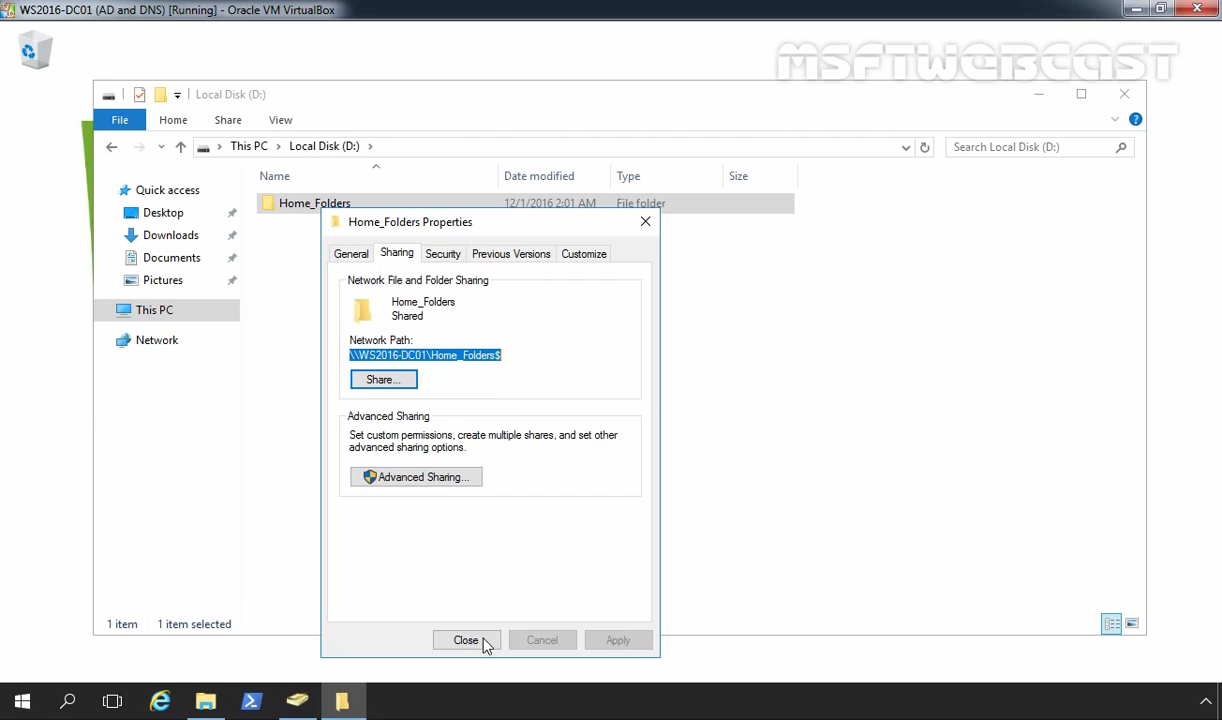 WS2016-DC01 (AD and DNS) [Running] - Oracle VM VirtualBox
MSFTWEBCAST
Local Disk (D:)
File Home Share View
This PC Local Disk (D:) Search Local Disk (D:)
Name Date modified Type Size
Quick access
Desktop
Downloads
Documents
Pictures
This PC
Network
Home_Folders 12/1/2016 2:01 AM File folder
Home_Folders Properties
General Sharing Security Previous Versions Customize
Network File and Folder Sharing
Home_Folders
Shared
Network Path:
\\WS2016-DC01\Home_Folders$
Share...
Advanced Sharing
Set custom permissions, create multiple shares, and set other
advanced sharing options.
Advanced Sharing...
Close Cancel Apply
1 item 1 item selected